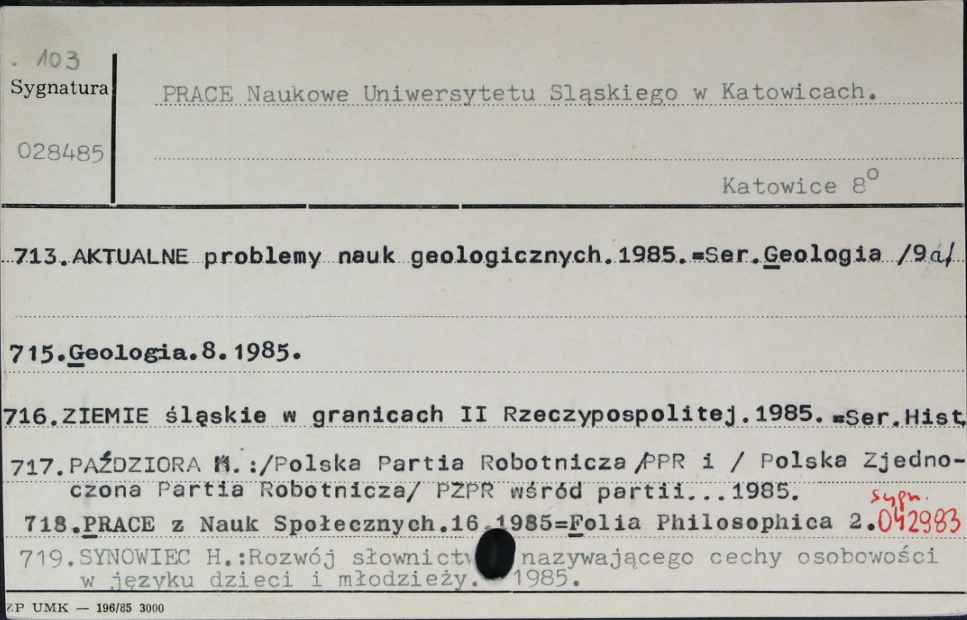 . 103
Sygnatura
PRACE Naukowe Uniwersytetu Sląskiego w Katowicach.
028485
Katowice 8°
713.AKTUALNE problemy nauk geologicznych.1985.=Ser.Geologia /9a/
715.Geologia.8.1985.
716.ZIEMIE śląskie w granicach II Rzeczypospolitej.1985.=Ser.Hist.
717.PAŹDZIORA M.:/Polska Partia Robotnicza/PPR i / Polska Zjedno-
czona Partia Robotnicza/ PZPR wśród partii...1985.
sygn.
718.PRACE z Nauk Społecznych.16.1985=Folia Philosophica 2.042983
719.SYNOWIEC H.:Rozwój słownictw nazywającego cechy osobowości
w języku dzieci i młodzieży. 1985.
ZP UMK — 196/85 3000